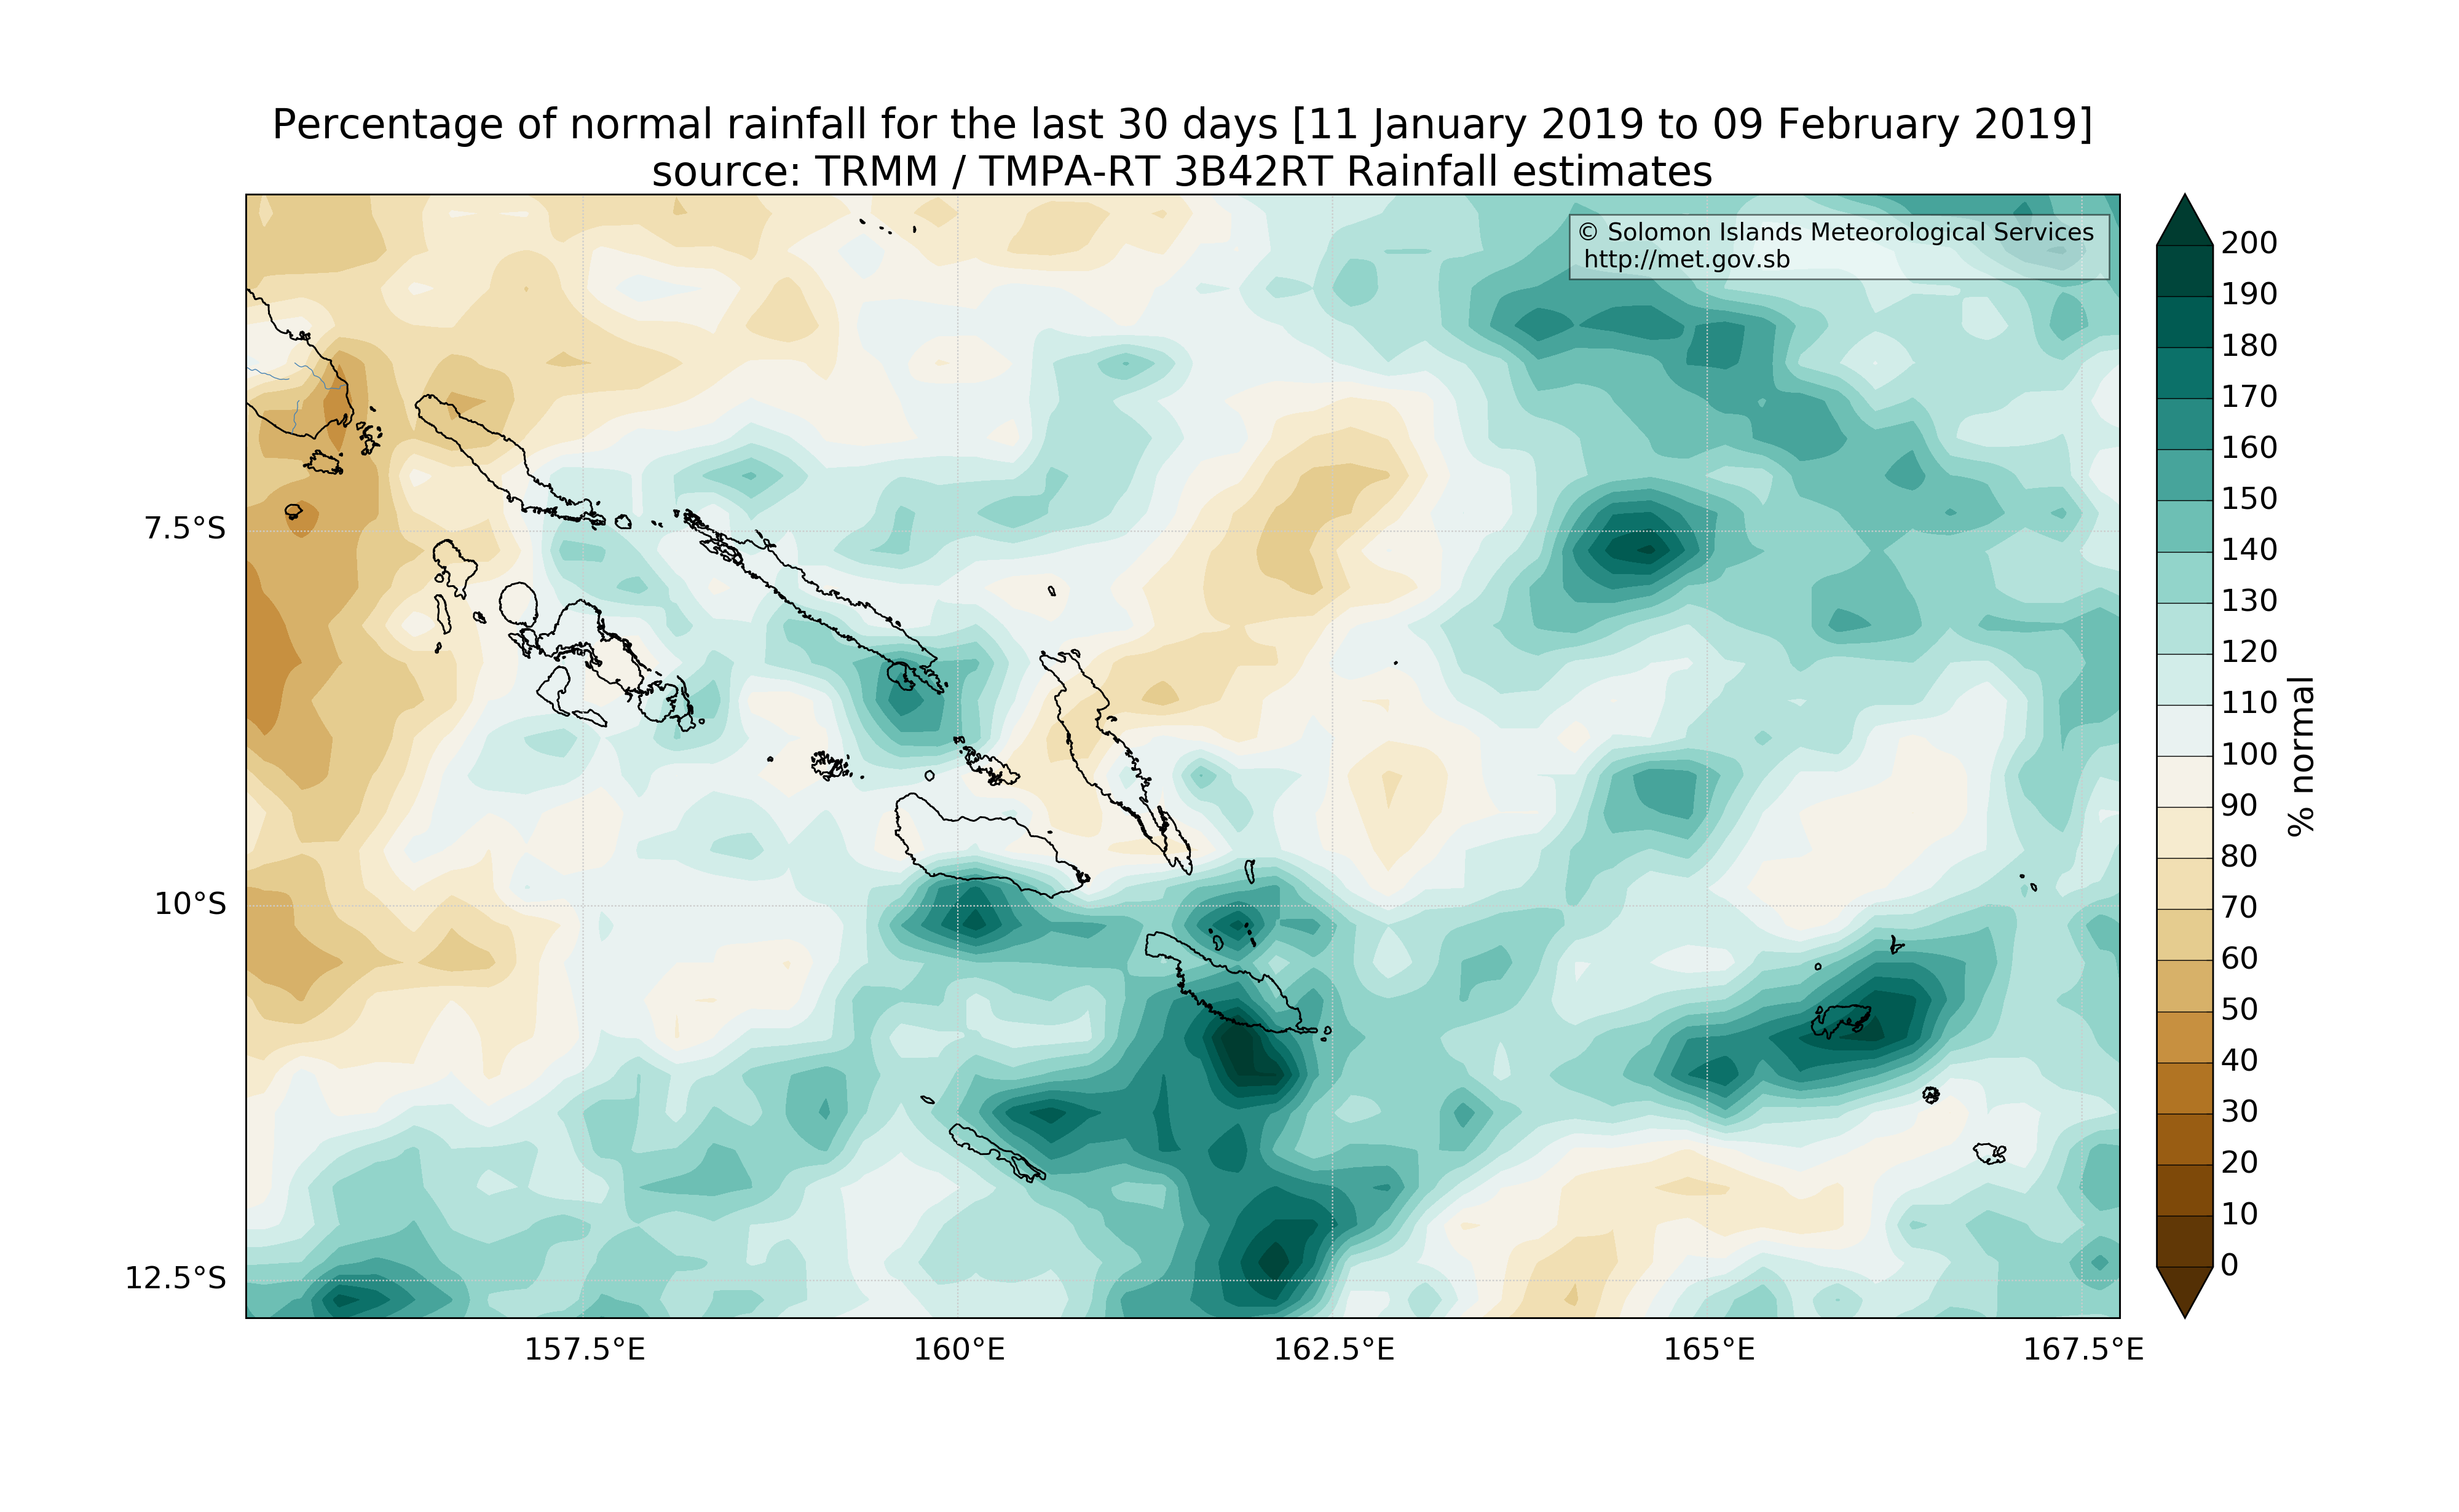 Percentage of normal rainfall for the last 30 days [11 January 2019 to 09 February 2019]
source: TRMM / TMPA-RT 3B42RT Rainfall estimates
© Solomon Islands Meteorological Services
http://met.gov.sb
7.5°S
10°S
12.5°S
157.5°E
160°E
162.5°E
165°E
167.5°E
200
190
180
170
160
150
140
130
120
110
100
90
80
70
60
50
40
30
20
10
0
% normal